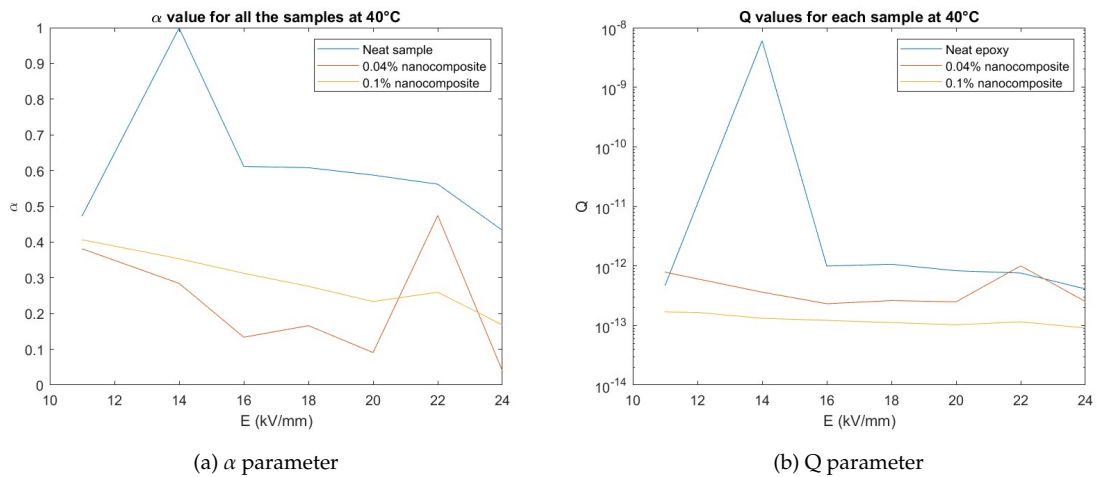 α value for all the samples at 40°C
1
0.9
0.8
0.7
0.6
0.5
0.4
0.3
0.2
0.1
0
α
10 12 14 16 18 20 22 24
E (kV/mm)
Neat sample
0.04% nanocomposite
0.1% nanocomposite
(a) α parameter
Q values for each sample at 40°C
10⁻⁸
10⁻⁹
10⁻¹⁰
10⁻¹¹
10⁻¹²
10⁻¹³
10⁻¹⁴
Q
10 12 14 16 18 20 22 24
E (kV/mm)
Neat epoxy
0.04% nanocomposite
0.1% nanocomposite
(b) Q parameter